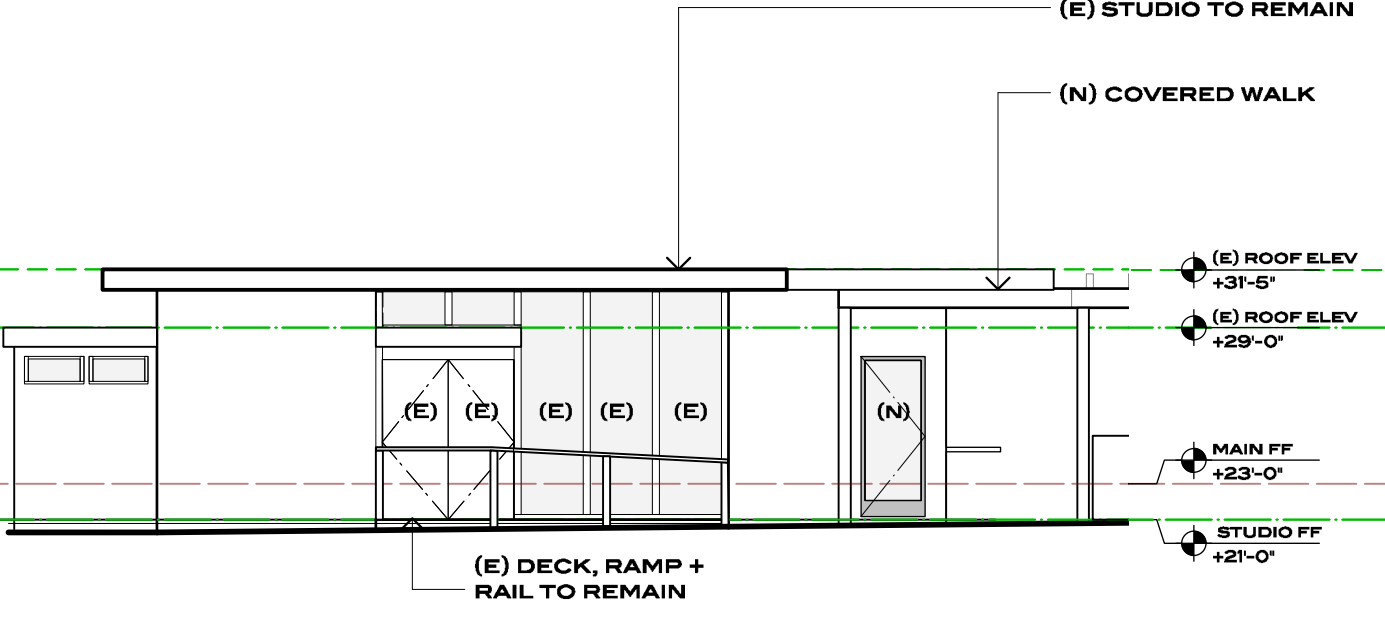 (E) STUDIO TO REMAIN
(N) COVERED WALK
(E) ROOF ELEV
+31'-5"
(E) ROOF ELEV
+29'-0"
(E) (E) (E) (E) (E) (N)
MAIN FF
+23'-0"
STUDIO FF
+21'-0"
(E) DECK, RAMP +
RAIL TO REMAIN